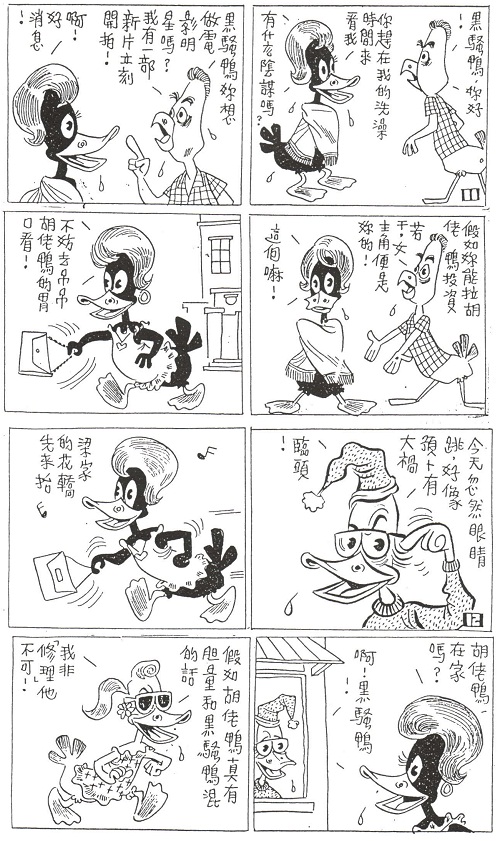 黑騷鴨，你好
!
你想在我的洗澡
時間來
看我
有什麼陰謀嗎?
11
黑騷鴨妳想
做電
影明
星嗎?
我有一部
新片立刻
開拍!
啊!
好
消息
!
假如妳能拉胡
佬鴨投資
若
干，女
主角便是
妳的!
這個嘛!
不妨去吊吊
胡佬鴨的胃
口看!
今天忽然眼睛
跳，好像
頭上有
大禍
臨頭
!
12
梁家
的花轎
先來抬
胡佬鴨
在家
嗎?
啊!黑騷鴨
!
假如胡佬鴨真有
胆量和黑騷鴨混
的話
我非
「修理」他
不可!